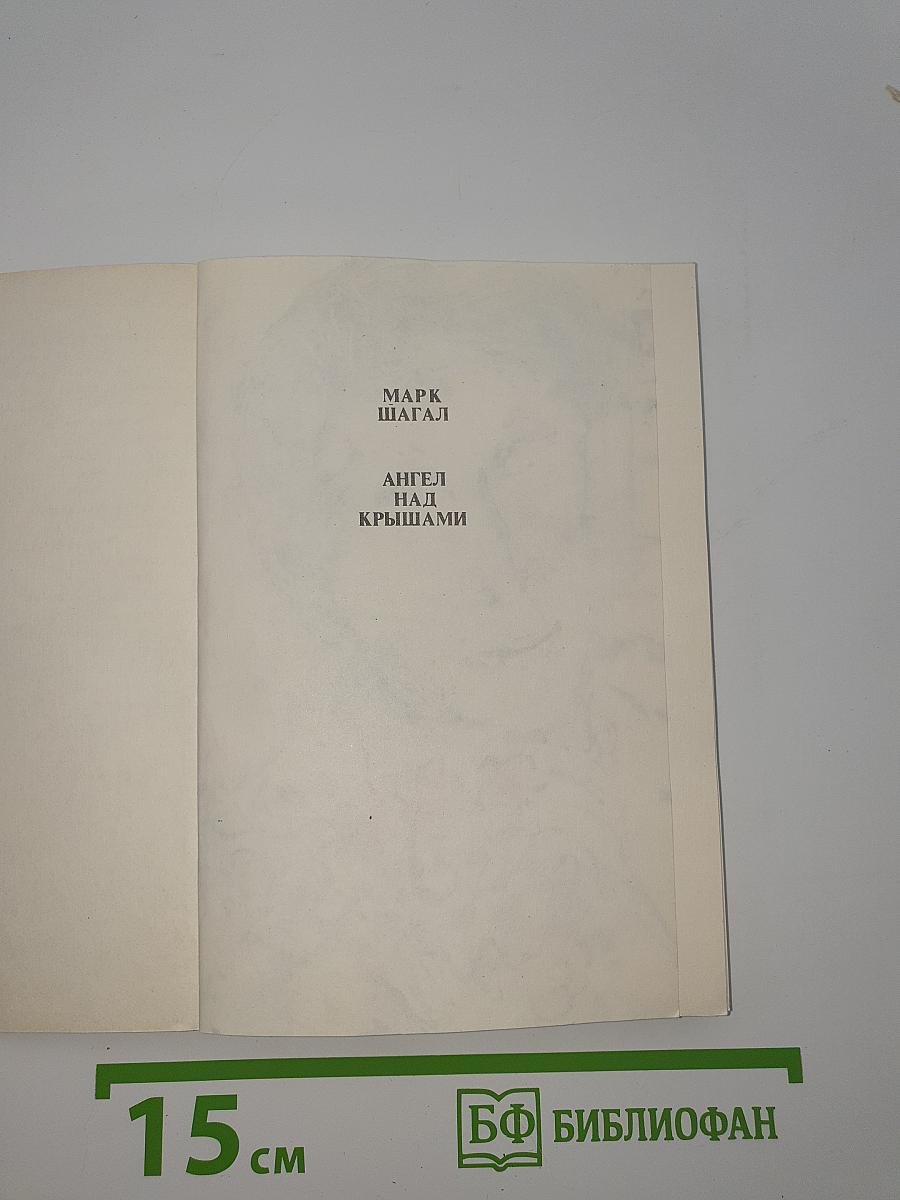 МАРК
ШАГАЛ
АНГЕЛ
НАД
КРЫШАМИ
15 см
БФ БИБЛИОФАН